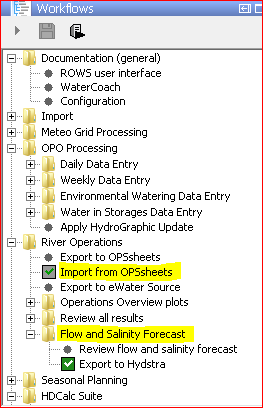 Workflows
Documentation (general)
ROWS user interface
WaterCoach
Configuration
Import
Meteo Grid Processing
OPO Processing
Daily Data Entry
Weekly Data Entry
Environmental Watering Data Entry
Water in Storages Data Entry
Apply HydroGraphic Update
River Operations
Export to OPSsheets
Import from OPSsheets
Export to eWater Source
Operations Overview plots
Review all results
Flow and Salinity Forecast
Review flow and salinity forecast
Export to Hydstra
Seasonal Planning
HDCalc Suite